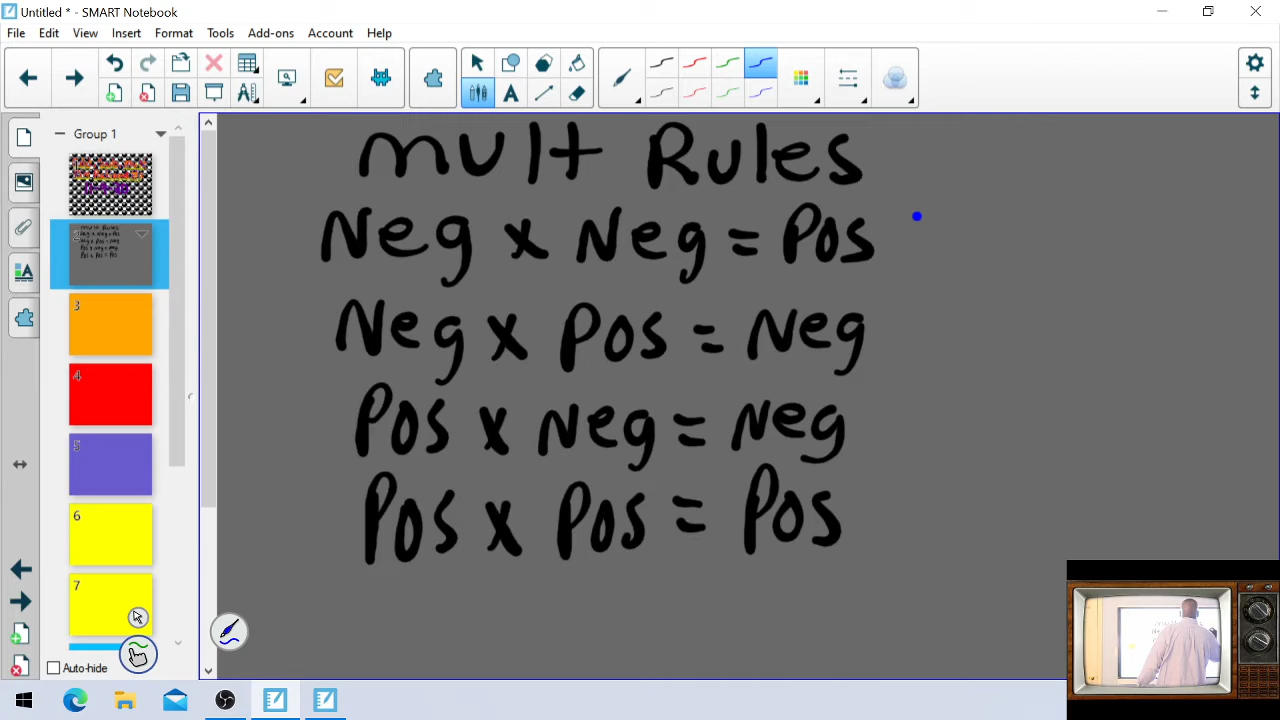 Untitled * - SMART Notebook
File Edit View Insert Format Tools Add-ons Account Help
Group 1
mult Rules
Neg x Neg = Pos
Neg x Pos = Neg
Pos x Neg = Neg
Pos x Pos = Pos
2
3
4
5
6
7
Auto-hide